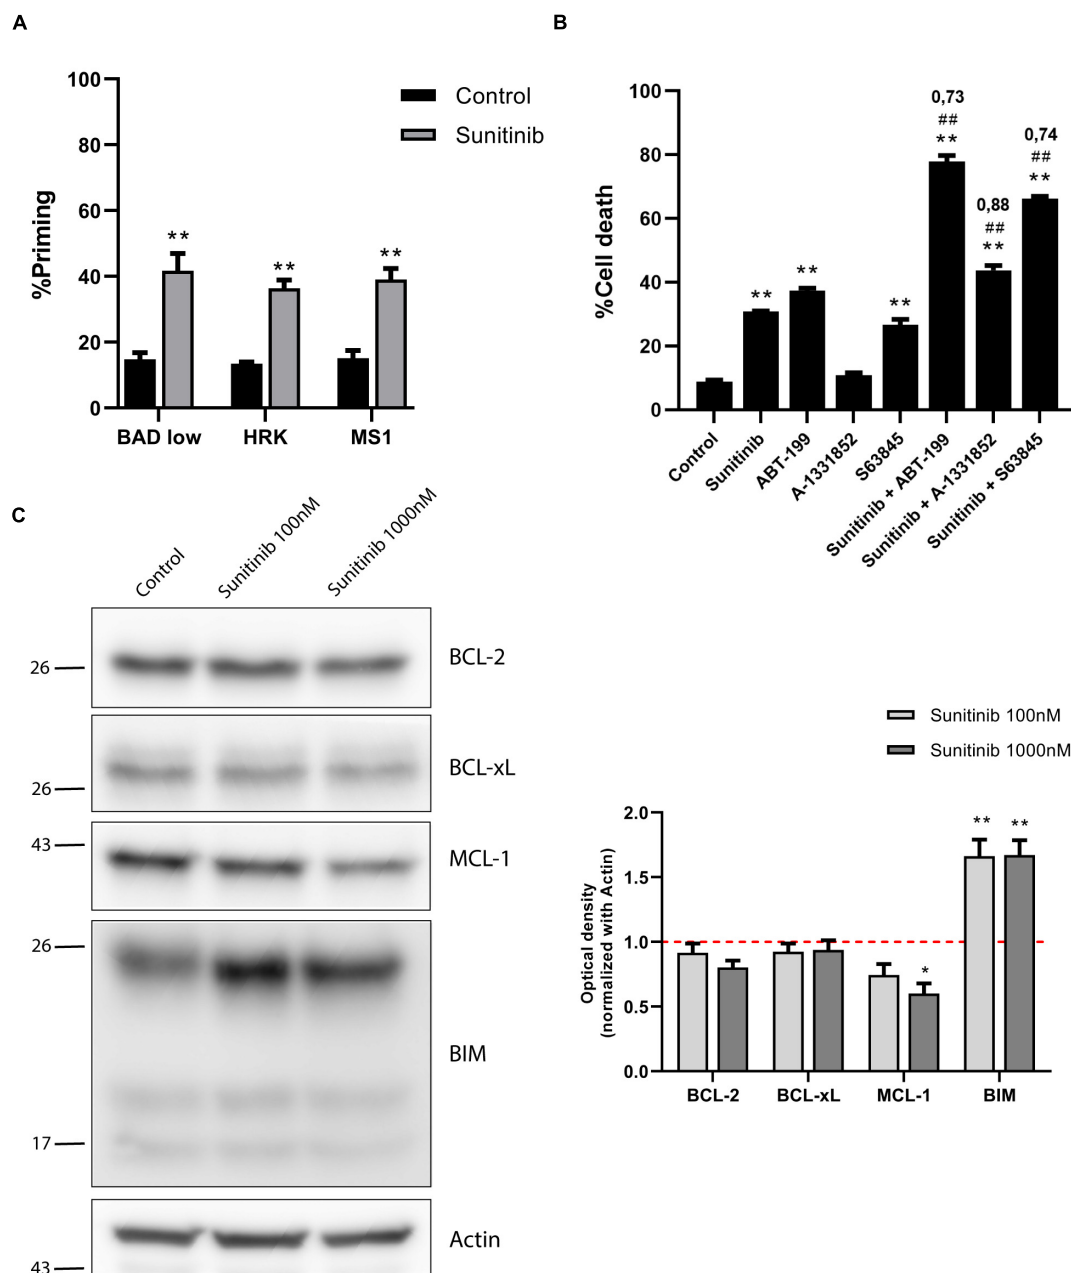 A
100
80
60
40
20
0
%Priming
Control
Sunitinib
**
**
**
BAD low
HRK
MS1
B
100
80
60
40
20
0
%Cell death
**
**
**
0,73
##
**
0,88
##
**
0,74
##
**
Control
Sunitinib
ABT-199
A-1331852
S63845
Sunitinib + ABT-199
Sunitinib + A-1331852
Sunitinib + S63845
C
Control
Sunitinib 100nM
Sunitinib 1000nM
26
BCL-2
BCL-xL
26
43
MCL-1
26
BIM
17
Actin
43
Sunitinib 100nM
Sunitinib 1000nM
2.0
1.5
1.0
0.5
0.0
Optical density
(normalized with Actin)
*
**
**
BCL-2
BCL-xL
MCL-1
BIM